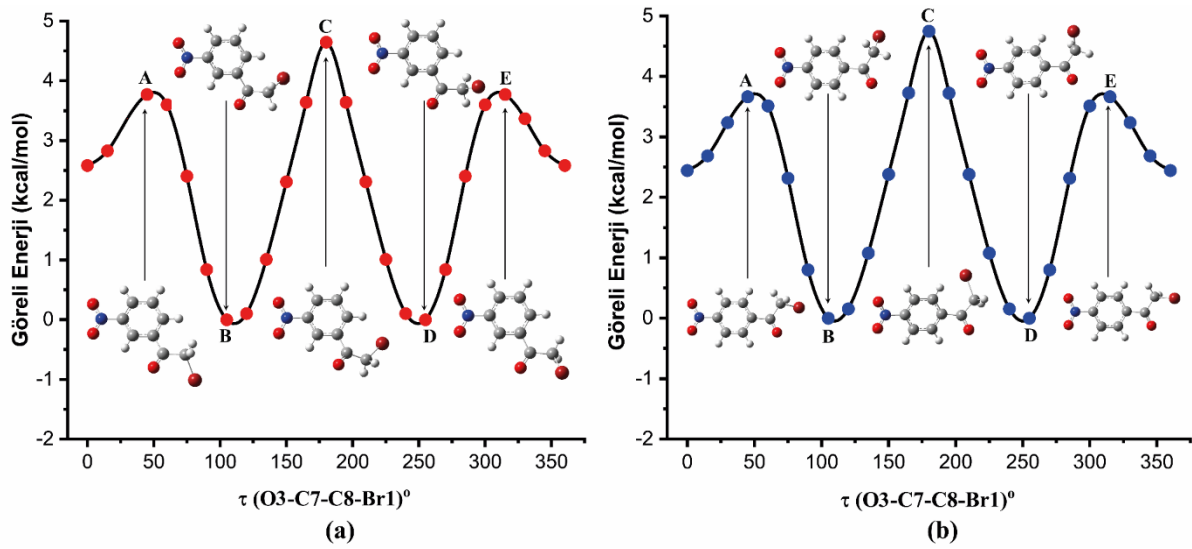 5
4
3
2
1
0
-1
-2
Göreli Enerji (kcal/mol)
A
B
C
D
E
0 50 100 150 200 250 300 350
τ (O3-C7-C8-Br1)º
(a)
5
4
3
2
1
0
-1
-2
Göreli Enerji (kcal/mol)
A
B
C
D
E
0 50 100 150 200 250 300 350
τ (O3-C7-C8-Br1)º
(b)